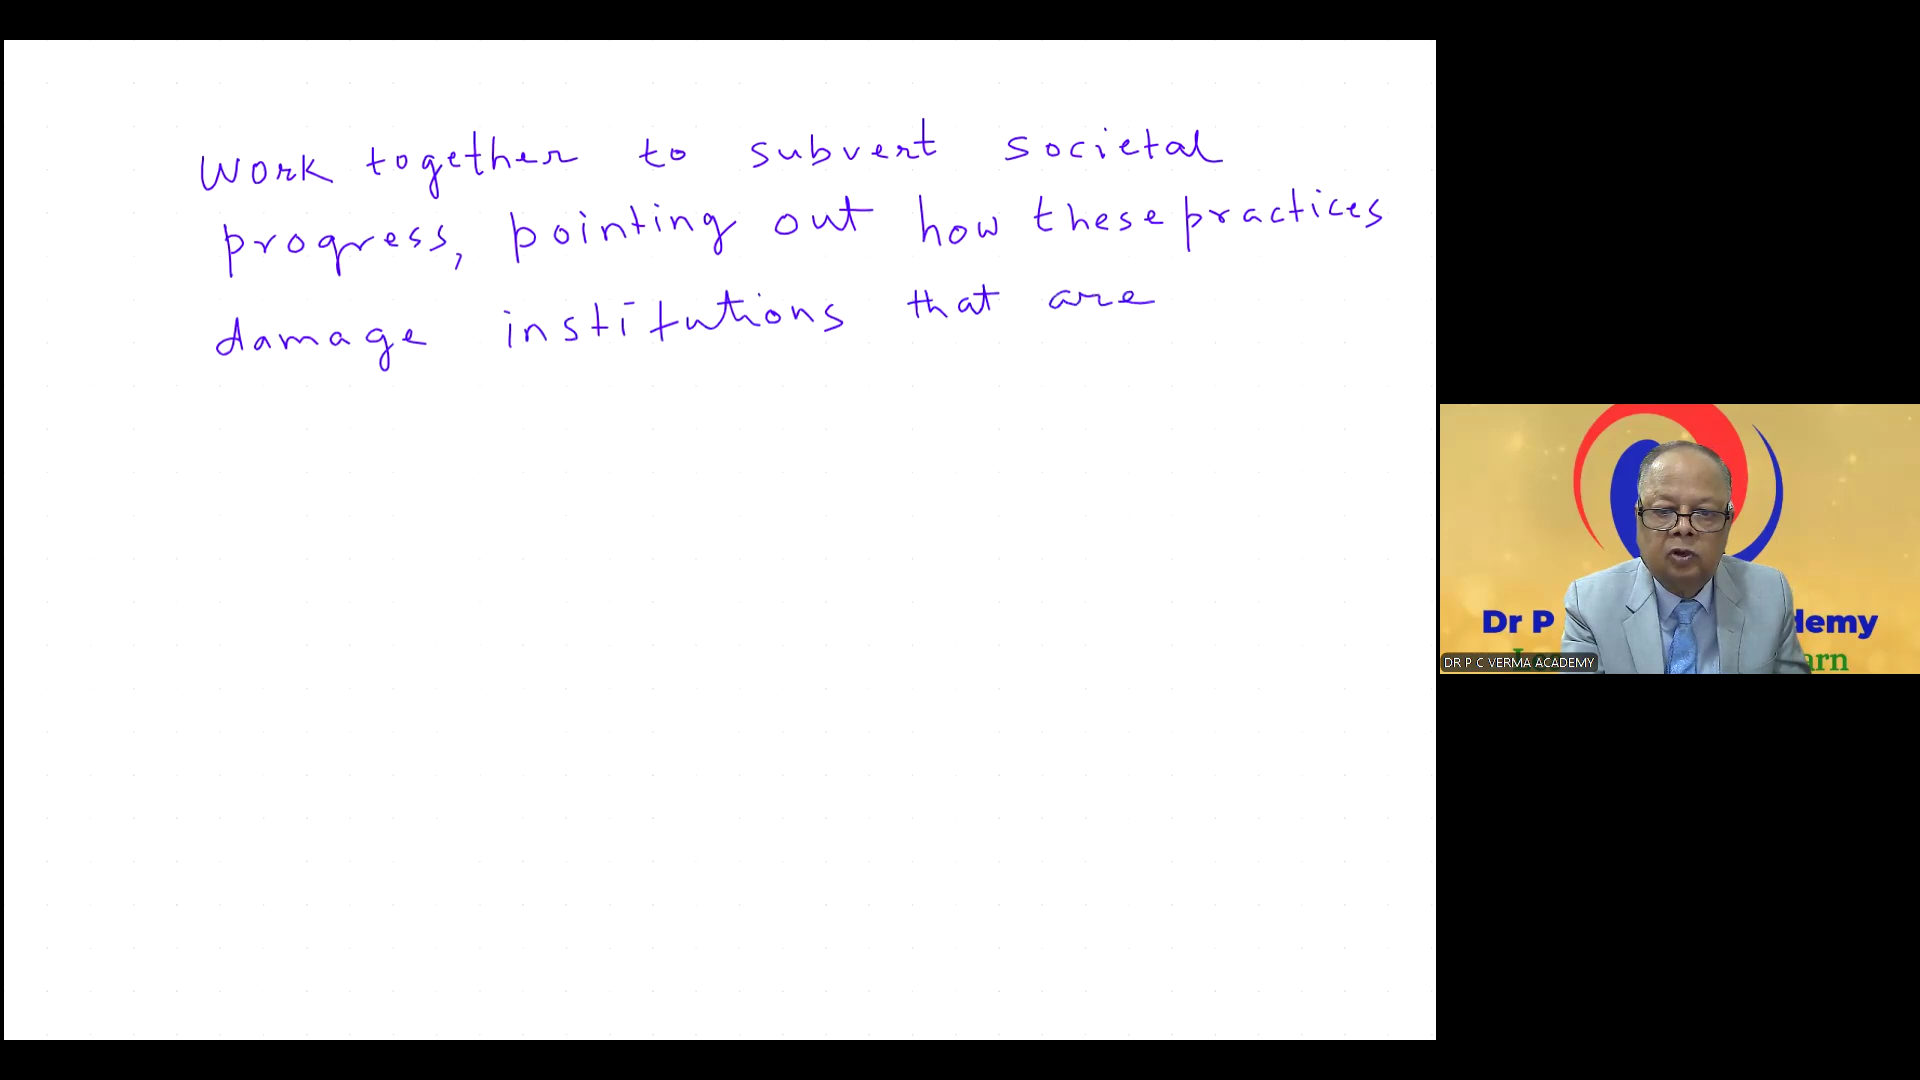 Work together to subvert societal
progress, pointing out how these practices
damage institutions that are
Dr P demy
arn
DR P C VERMA ACADEMY